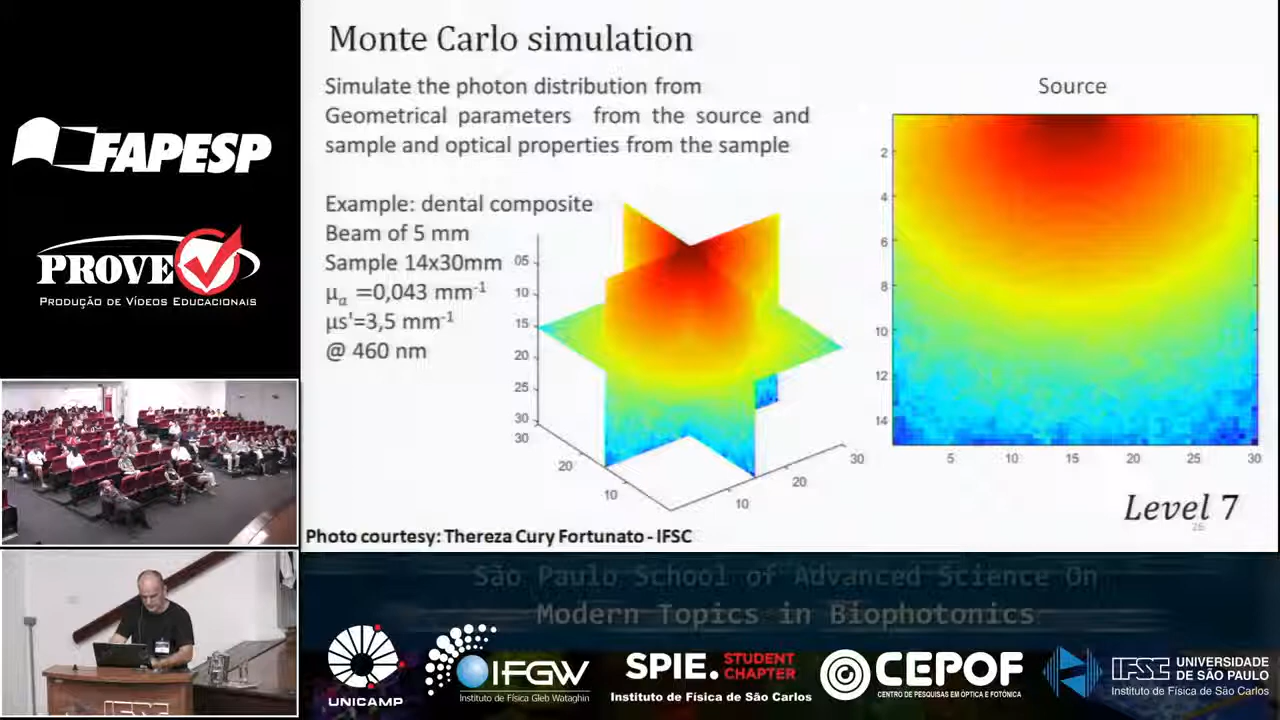 Monte Carlo simulation
Simulate the photon distribution from
Geometrical parameters from the source and
sample and optical properties from the sample
Example: dental composite
Beam of 5 mm
Sample 14x30mm
μₐ =0,043 mm⁻¹
μs'=3,5 mm⁻¹
@ 460 nm
05
10
15
20
25
30
30
20
10
10
20
30
Source
2
4
6
8
10
12
14
5
10
15
20
25
30
Level 7
26
Photo courtesy: Thereza Cury Fortunato - IFSC
FAPESP
PROVE
PRODUÇÃO DE VÍDEOS EDUCACIONAIS
IFSC
São Paulo School of Advanced Science On
Modern Topics in Biophotonics
UNICAMP
IFGW
Instituto de Física Gleb Wataghin
SPIE. STUDENT CHAPTER
Instituto de Física de São Carlos
CEPOF
CENTRO DE PESQUISAS EM ÓPTICA E FOTÔNICA
IFSC UNIVERSIDADE DE SÃO PAULO
Instituto de Física de São Carlos